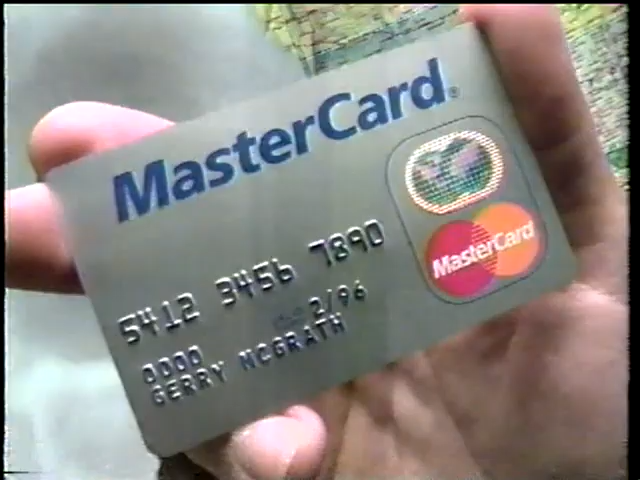 MasterCard®
MasterCard
5412 3456 7890
2/96
0000
GERRY MCGRATH